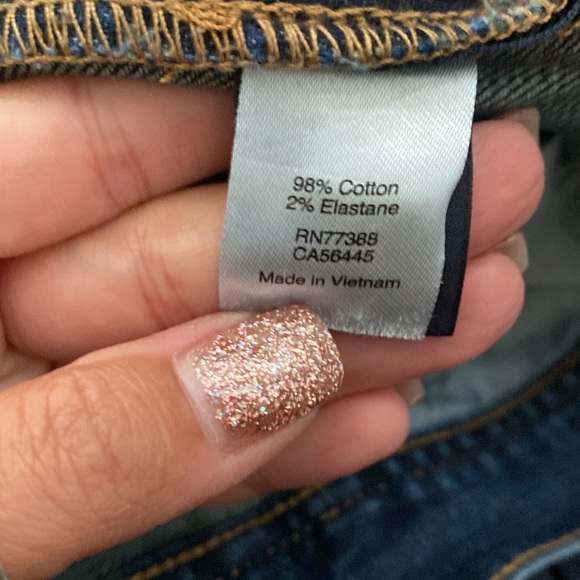 98% Cotton
2% Elastane
RN77388
CA56445
Made in Vietnam